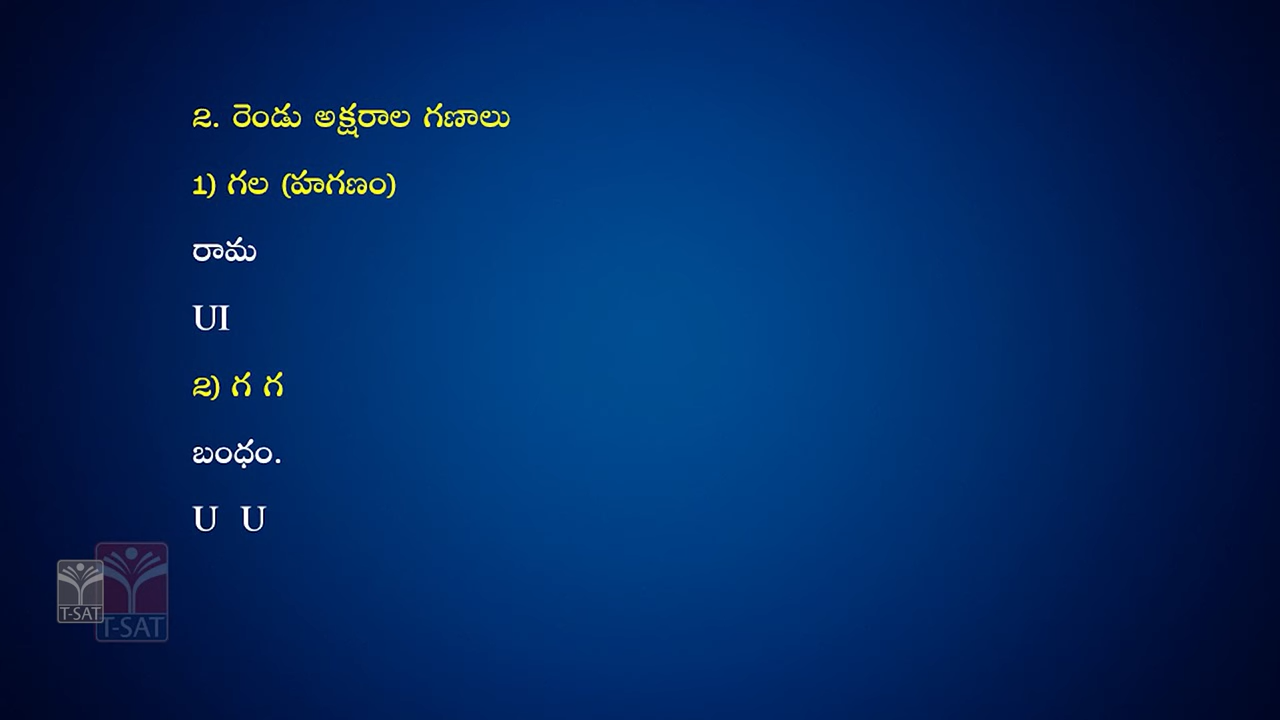 ౨. రెండు అక్షరాల గణాలు
1) గల (హగణం)
రామ
UI
౨) గ గ
బంధం.
U U
T-SAT
T-SAT